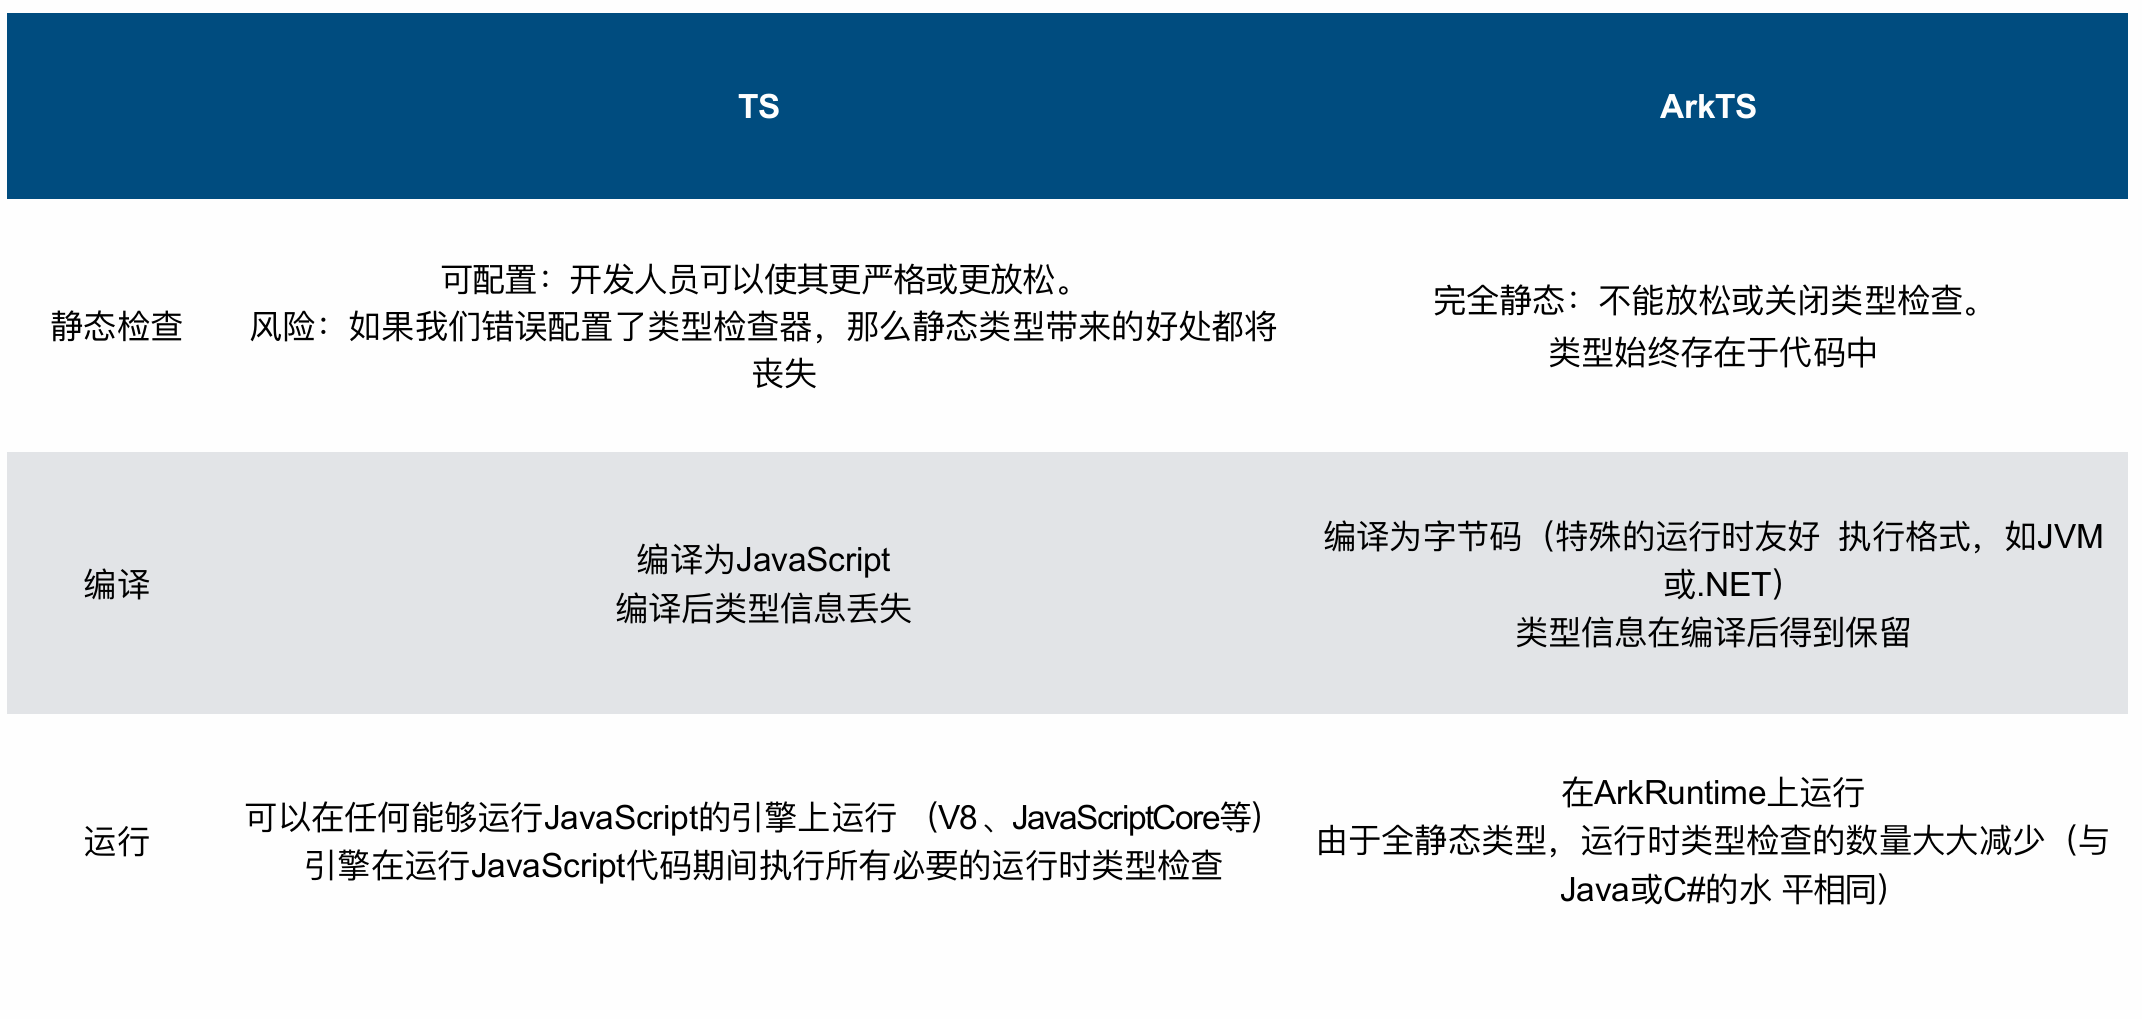 TS
ArkTS
静态检查
可配置：开发人员可以使其更严格或更放松。
风险：如果我们错误配置了类型检查器，那么静态类型带来的好处都将
丧失
完全静态：不能放松或关闭类型检查。
类型始终存在于代码中
编译
编译为JavaScript
编译后类型信息丢失
编译为字节码（特殊的运行时友好 执行格式，如JVM
或.NET）
类型信息在编译后得到保留
运行
可以在任何能够运行JavaScript的引擎上运行 （V8 、JavaScriptCore等）
引擎在运行JavaScript代码期间执行所有必要的运行时类型检查
在ArkRuntime上运行
由于全静态类型，运行时类型检查的数量大大减少（与
Java或C#的水 平相同）